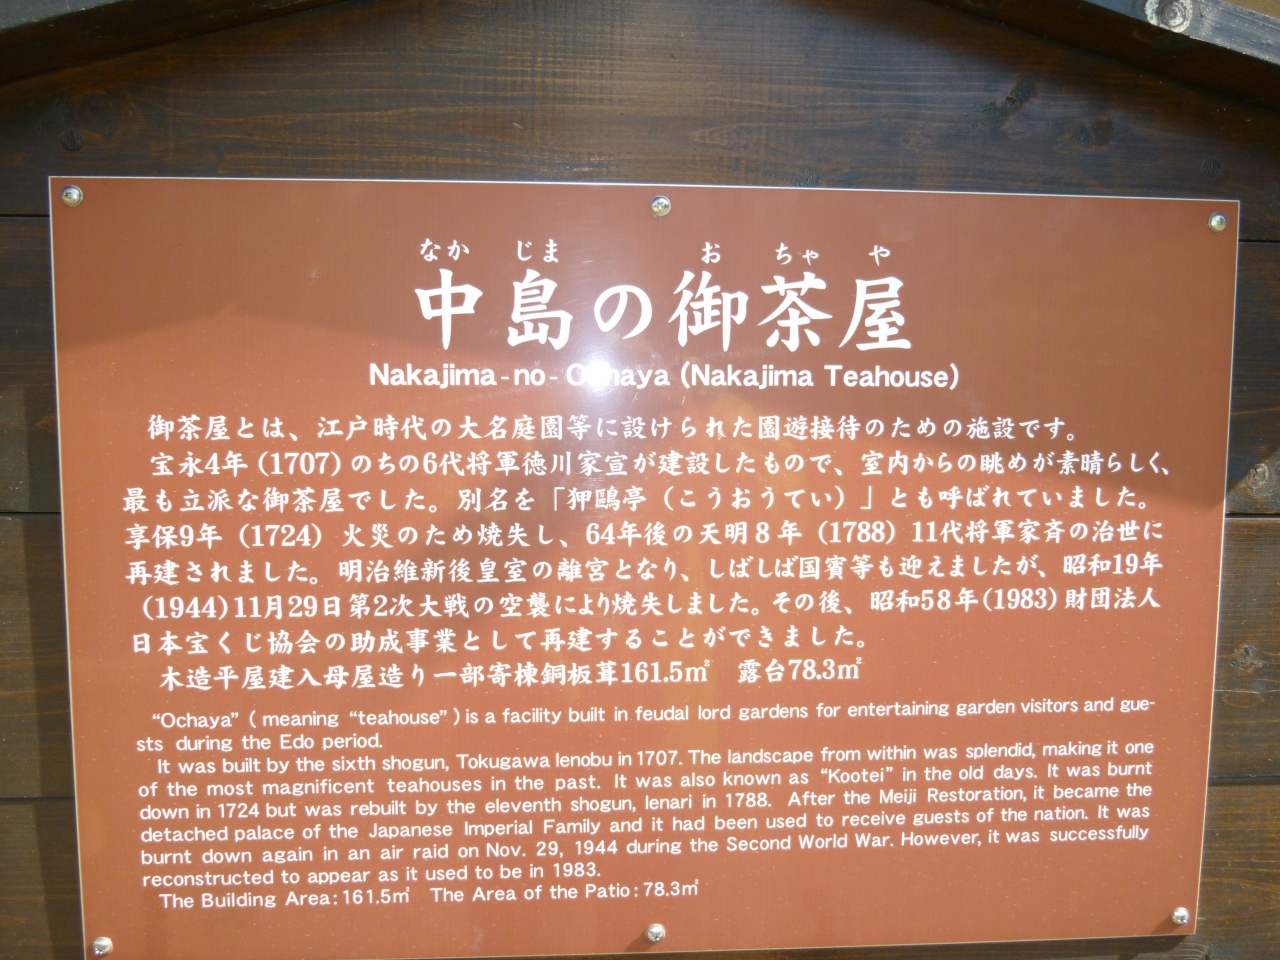 なか じま お ちゃ や
中島の御茶屋
Nakajima-no-Ochaya (Nakajima Teahouse)
御茶屋とは、江戸時代の大名庭園等に設けられた園遊接待のための施設です。
宝永4年（1707）のちの6代将軍徳川家宣が建設したもので、室内からの眺めが素晴らしく、
最も立派な御茶屋でした。別名を「狎鷗亭（こうおうてい）」とも呼ばれていました。
享保9年（1724）火災のため焼失し、64年後の天明8年（1788）11代将軍家斉の治世に
再建されました。明治維新後皇室の離宮となり、しばしば国賓等も迎えましたが、昭和19年
（1944）11月29日第2次大戦の空襲により焼失しました。その後、昭和58年（1983）財団法人
日本宝くじ協会の助成事業として再建することができました。
木造平屋建入母屋造り一部寄棟銅板葺161.5㎡　露台78.3㎡
“Ochaya” ( meaning “teahouse” ) is a facility built in feudal lord gardens for entertaining garden visitors and gue-
sts during the Edo period.
It was built by the sixth shogun, Tokugawa Ienobu in 1707. The landscape from within was splendid, making it one
of the most magnificent teahouses in the past. It was also known as “Kootei” in the old days. It was burnt
down in 1724 but was rebuilt by the eleventh shogun, Ienari in 1788. After the Meiji Restoration, it became the
detached palace of the Japanese Imperial Family and it had been used to receive guests of the nation. It was
burnt down again in an air raid on Nov. 29, 1944 during the Second World War. However, it was successfully
reconstructed to appear as it used to be in 1983.
The Building Area: 161.5㎡　The Area of the Patio: 78.3㎡